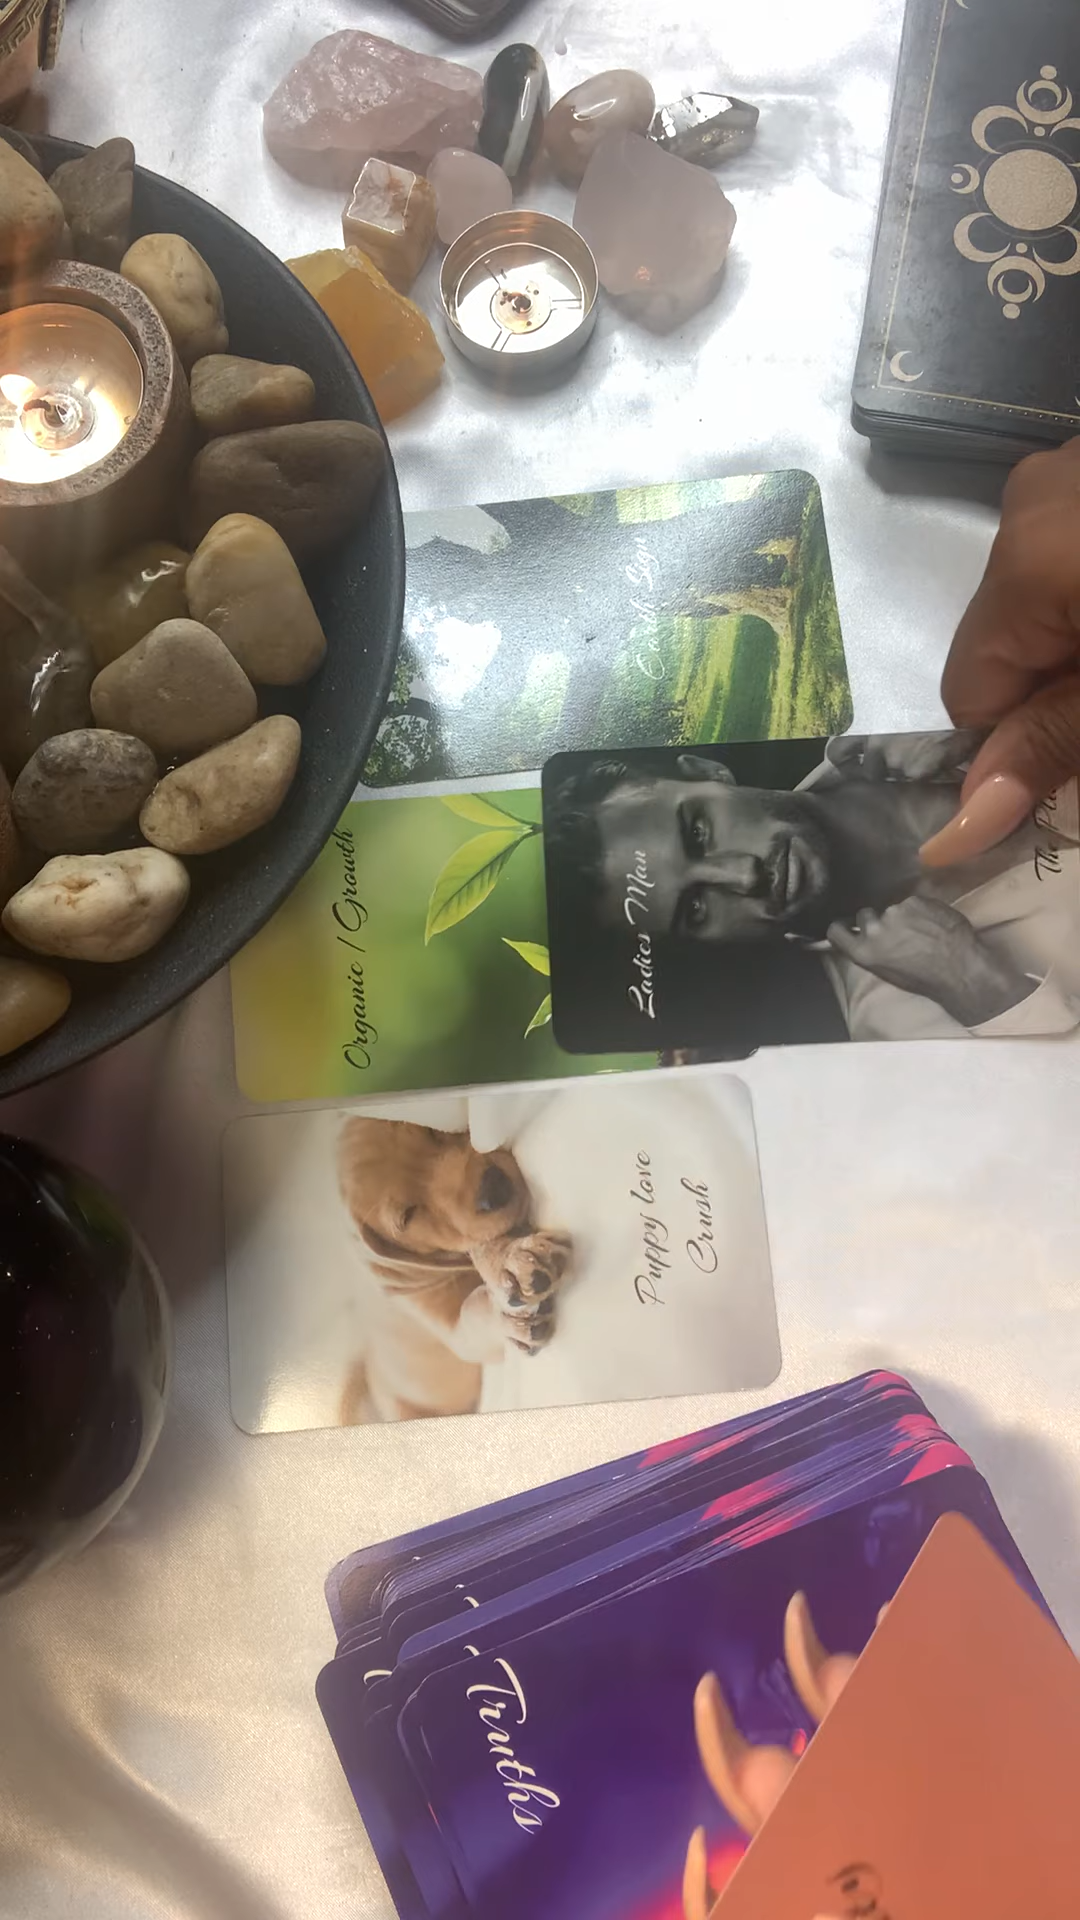 Earth Sign
Organic / Growth
Ladies Man
Puppy love
Crush
Truths